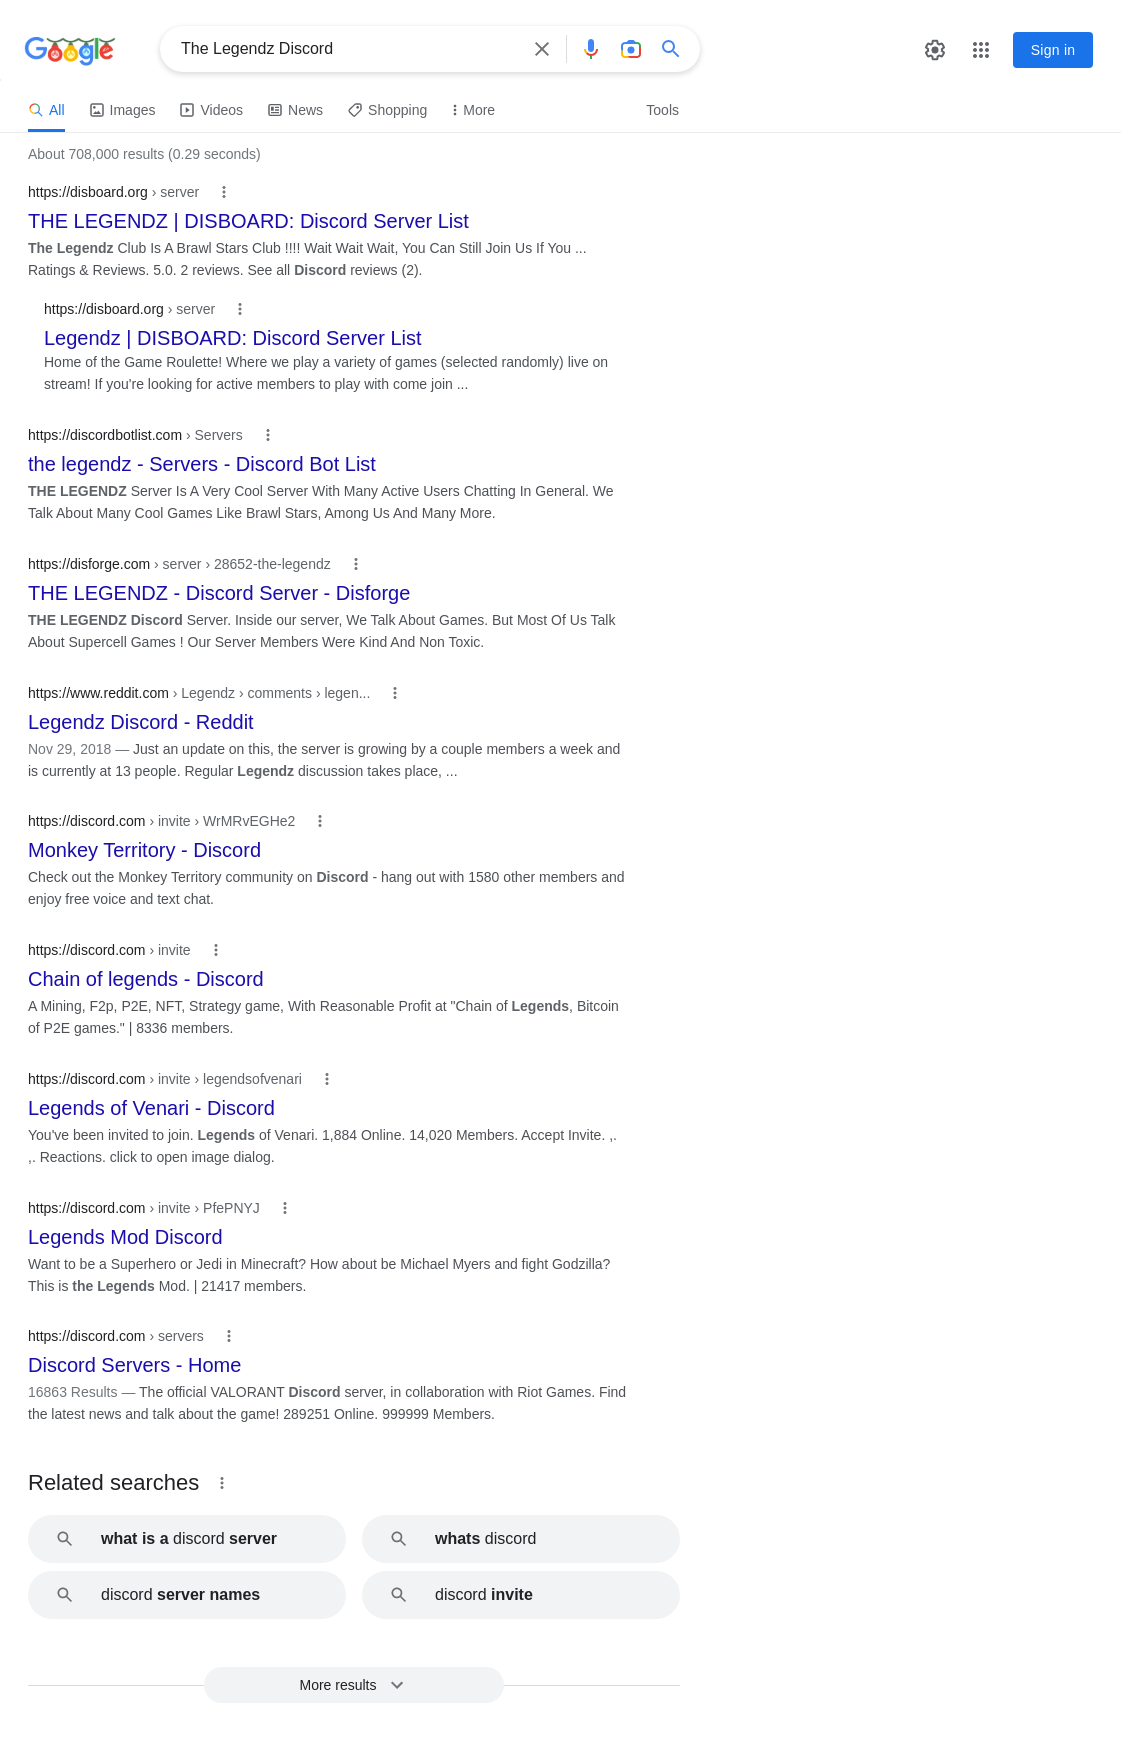 Google
The Legendz Discord
Sign in
All Images Videos News Shopping More Tools
About 708,000 results (0.29 seconds)
https://disboard.org › server
THE LEGENDZ | DISBOARD: Discord Server List
The Legendz Club Is A Brawl Stars Club !!!! Wait Wait Wait, You Can Still Join Us If You ...
Ratings & Reviews. 5.0. 2 reviews. See all Discord reviews (2).
https://disboard.org › server
Legendz | DISBOARD: Discord Server List
Home of the Game Roulette! Where we play a variety of games (selected randomly) live on
stream! If you're looking for active members to play with come join ...
https://discordbotlist.com › Servers
the legendz - Servers - Discord Bot List
THE LEGENDZ Server Is A Very Cool Server With Many Active Users Chatting In General. We
Talk About Many Cool Games Like Brawl Stars, Among Us And Many More.
https://disforge.com › server › 28652-the-legendz
THE LEGENDZ - Discord Server - Disforge
THE LEGENDZ Discord Server. Inside our server, We Talk About Games. But Most Of Us Talk
About Supercell Games ! Our Server Members Were Kind And Non Toxic.
https://www.reddit.com › Legendz › comments › legen...
Legendz Discord - Reddit
Nov 29, 2018 — Just an update on this, the server is growing by a couple members a week and
is currently at 13 people. Regular Legendz discussion takes place, ...
https://discord.com › invite › WrMRvEGHe2
Monkey Territory - Discord
Check out the Monkey Territory community on Discord - hang out with 1580 other members and
enjoy free voice and text chat.
https://discord.com › invite
Chain of legends - Discord
A Mining, F2p, P2E, NFT, Strategy game, With Reasonable Profit at "Chain of Legends, Bitcoin
of P2E games." | 8336 members.
https://discord.com › invite › legendsofvenari
Legends of Venari - Discord
You've been invited to join. Legends of Venari. 1,884 Online. 14,020 Members. Accept Invite. ,.
,. Reactions. click to open image dialog.
https://discord.com › invite › PfePNYJ
Legends Mod Discord
Want to be a Superhero or Jedi in Minecraft? How about be Michael Myers and fight Godzilla?
This is the Legends Mod. | 21417 members.
https://discord.com › servers
Discord Servers - Home
16863 Results — The official VALORANT Discord server, in collaboration with Riot Games. Find
the latest news and talk about the game! 289251 Online. 999999 Members.
Related searches
what is a discord server
whats discord
discord server names
discord invite
More results